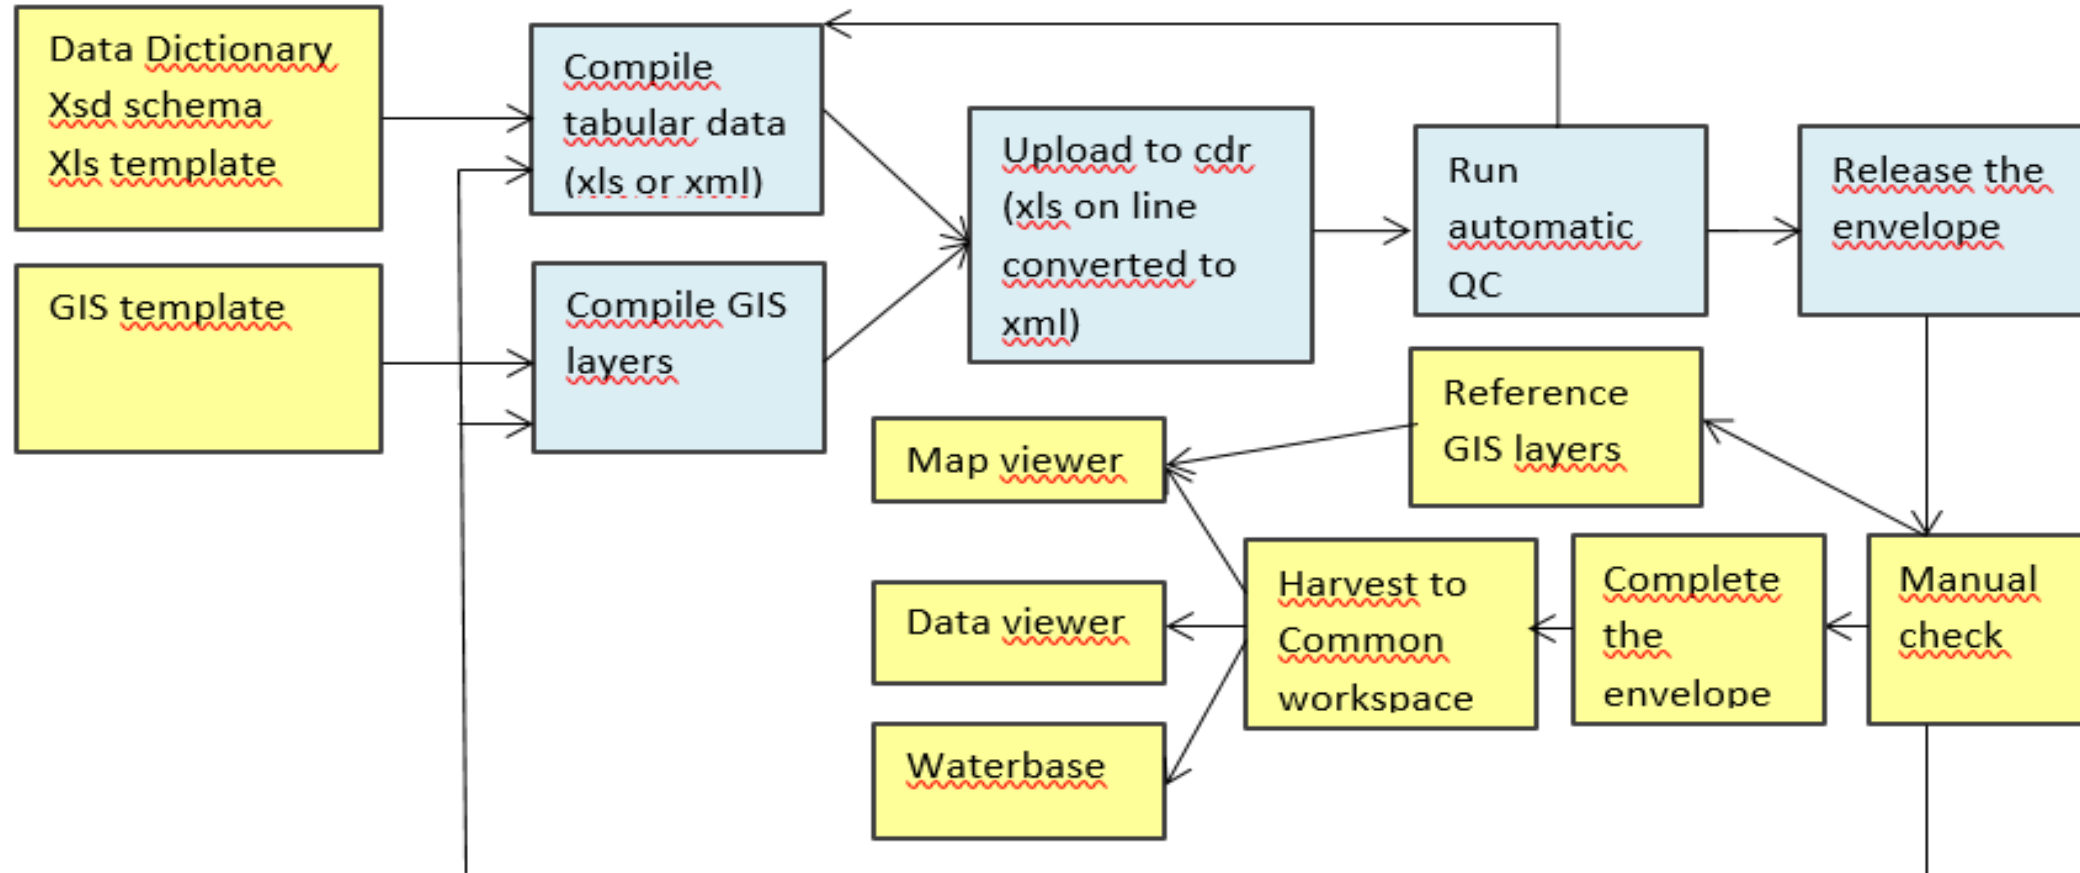 Data Dictionary
Xsd schema
Xls template
Compile
tabular data
(xls or xml)
Upload to cdr
(xls on line
converted to
xml)
Run
automatic
QC
Release the
envelope
GIS template
Compile GIS
layers
Reference
GIS layers
Map viewer
Data viewer
Waterbase
Harvest to
Common
workspace
Complete
the
envelope
Manual
check